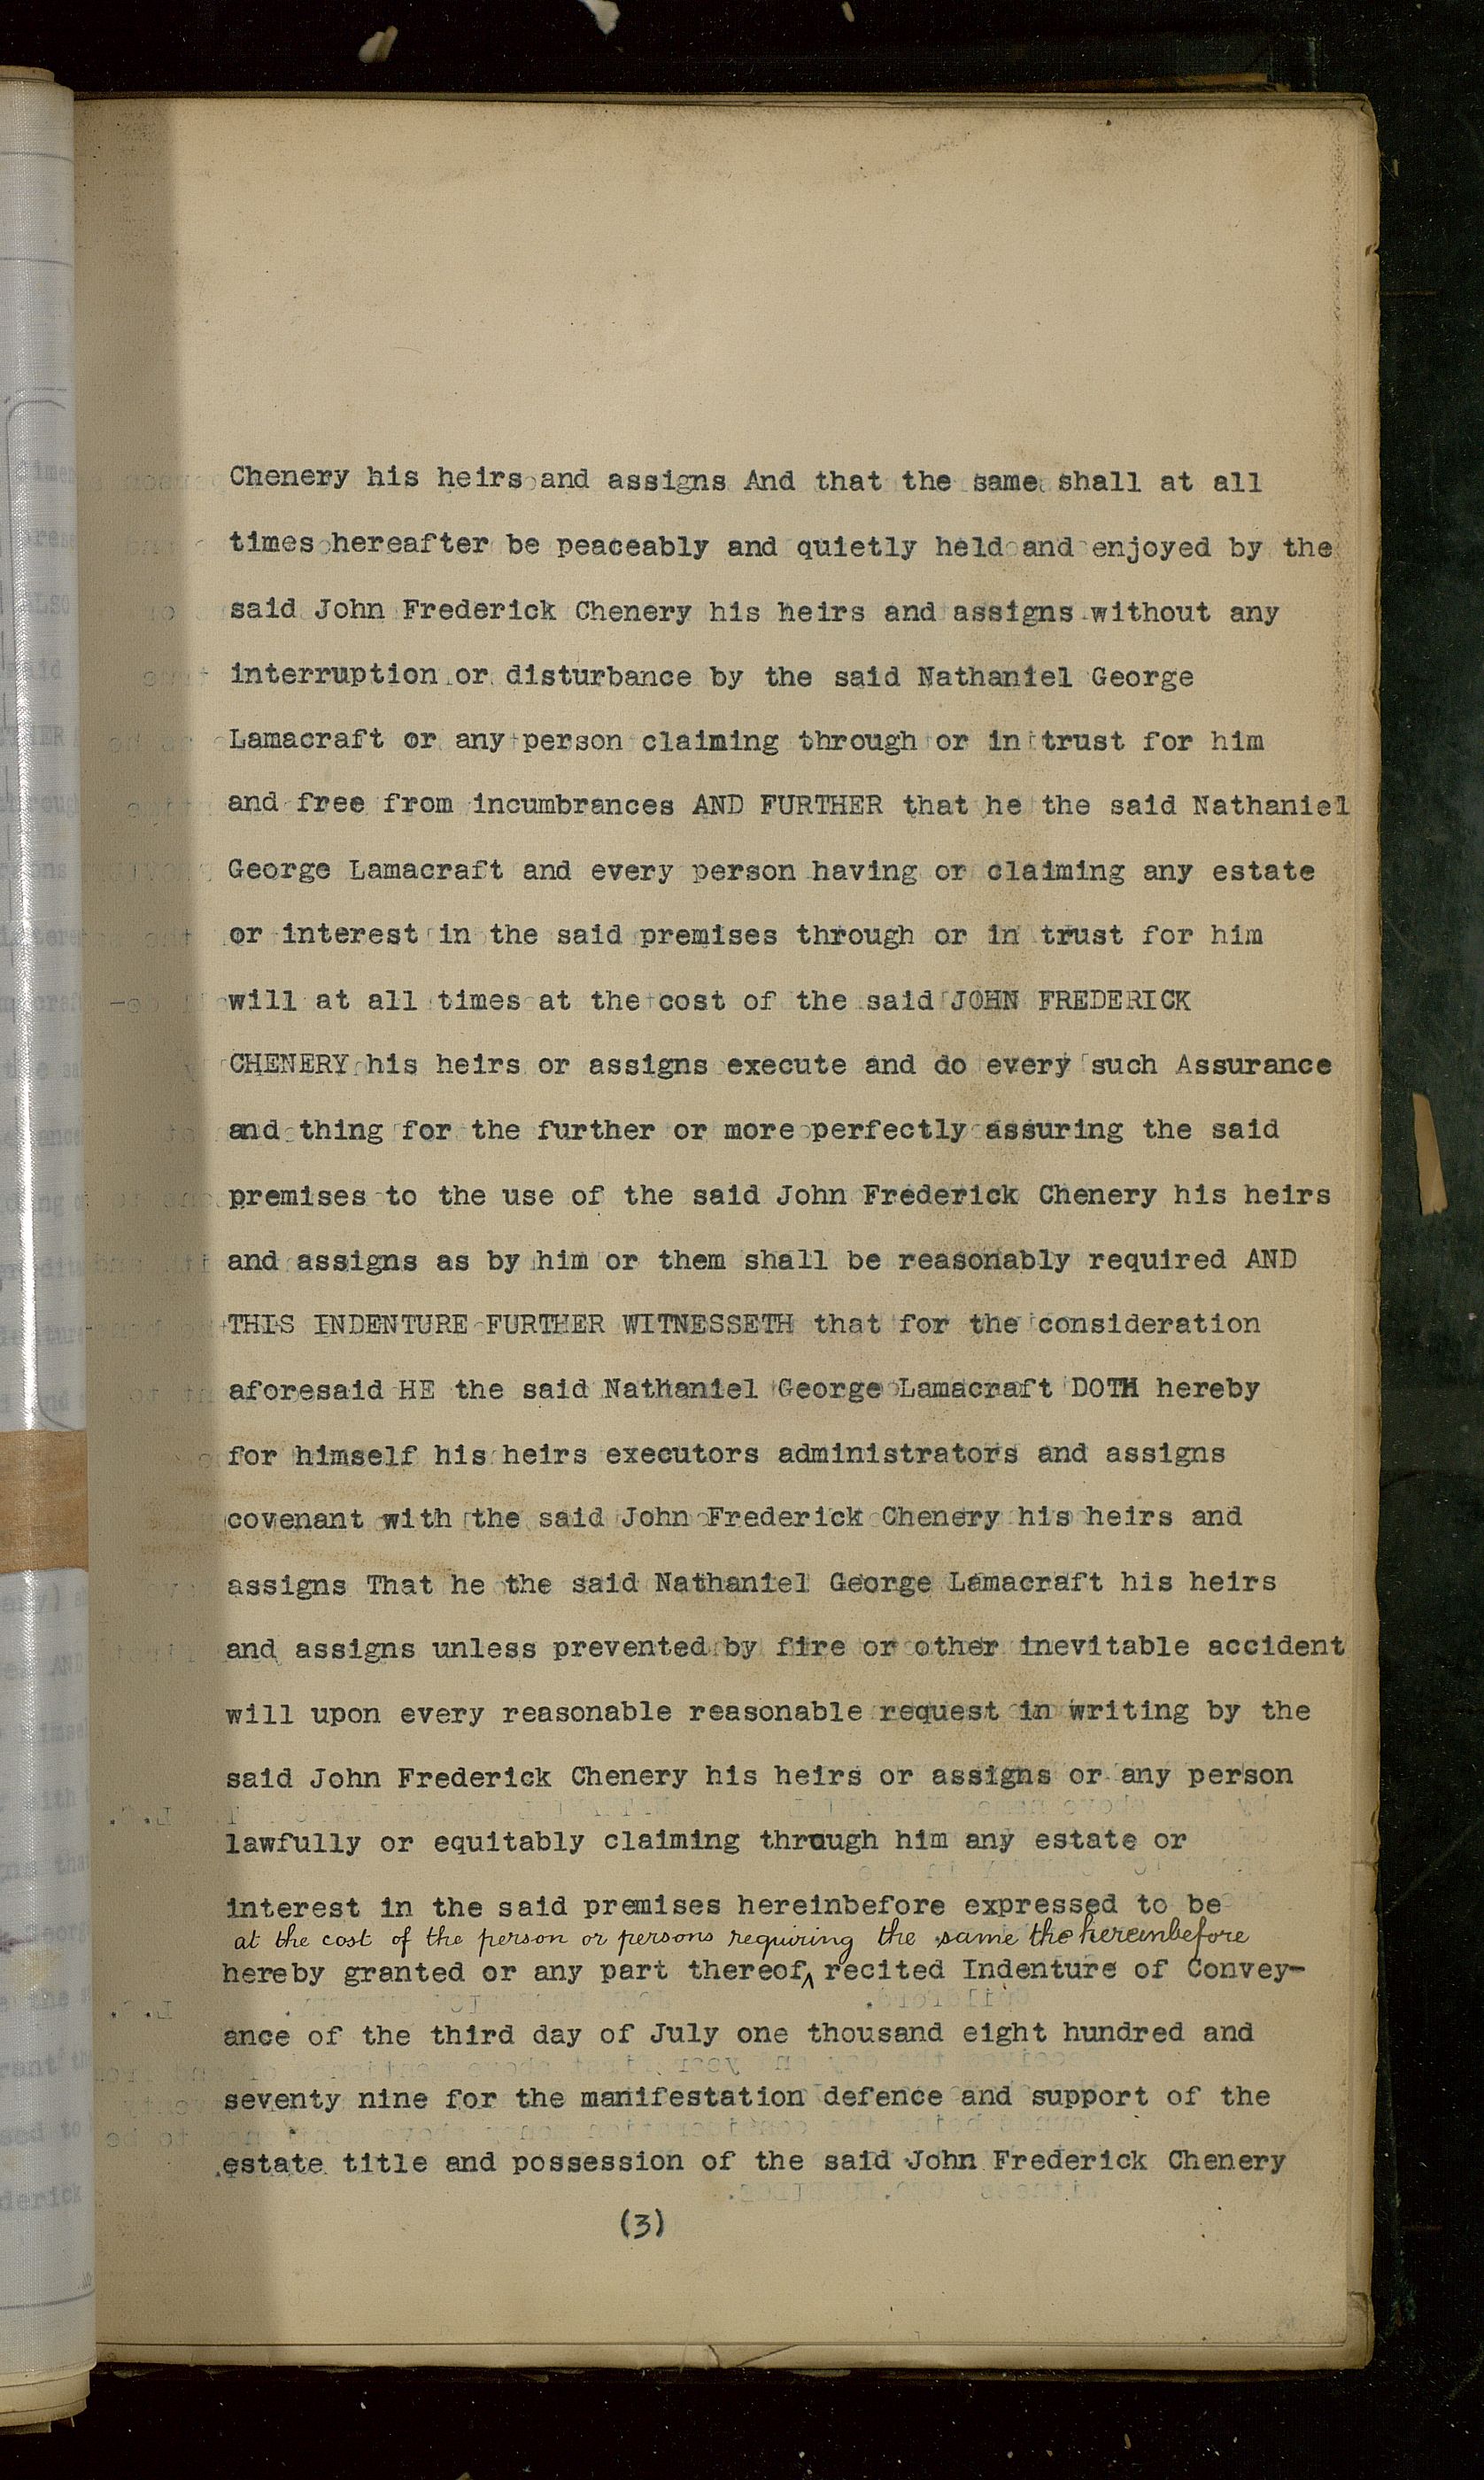 Chenery his heirs and assigns And that the same shall at all
times hereafter be peaceably and quietly held and enjoyed by the
said John Frederick Chenery his heirs and assigns without any
interruption or disturbance by the said Nathaniel George
Lamacraft or any person claiming through or in trust for him
and free from incumbrances AND FURTHER that he the said Nathaniel
George Lamacraft and every person having or claiming any estate
or interest in the said premises through or in trust for him
will at all times at the cost of the said JOHN FREDERICK
CHENERY his heirs or assigns execute and do every such Assurance
and thing for the further or more perfectly assuring the said
premises to the use of the said John Frederick Chenery his heirs
and assigns as by him or them shall be reasonably required AND
THIS INDENTURE FURTHER WITNESSETH that for the consideration
aforesaid HE the said Nathaniel George Lamacraft DOTH hereby
for himself his heirs executors administrators and assigns
covenant with the said John Frederick Chenery his heirs and
assigns That he the said Nathaniel George Lamacraft his heirs
and assigns unless prevented by fire or other inevitable accident
will upon every reasonable reasonable request in writing by the
said John Frederick Chenery his heirs or assigns or any person
lawfully or equitably claiming through him any estate or
interest in the said premises hereinbefore expressed to be
at the cost of the person or persons requiring the same the hereinbefore
hereby granted or any part thereof, recited Indenture of Convey-
ance of the third day of July one thousand eight hundred and
seventy nine for the manifestation defence and support of the
estate title and possession of the said John Frederick Chenery
(3)